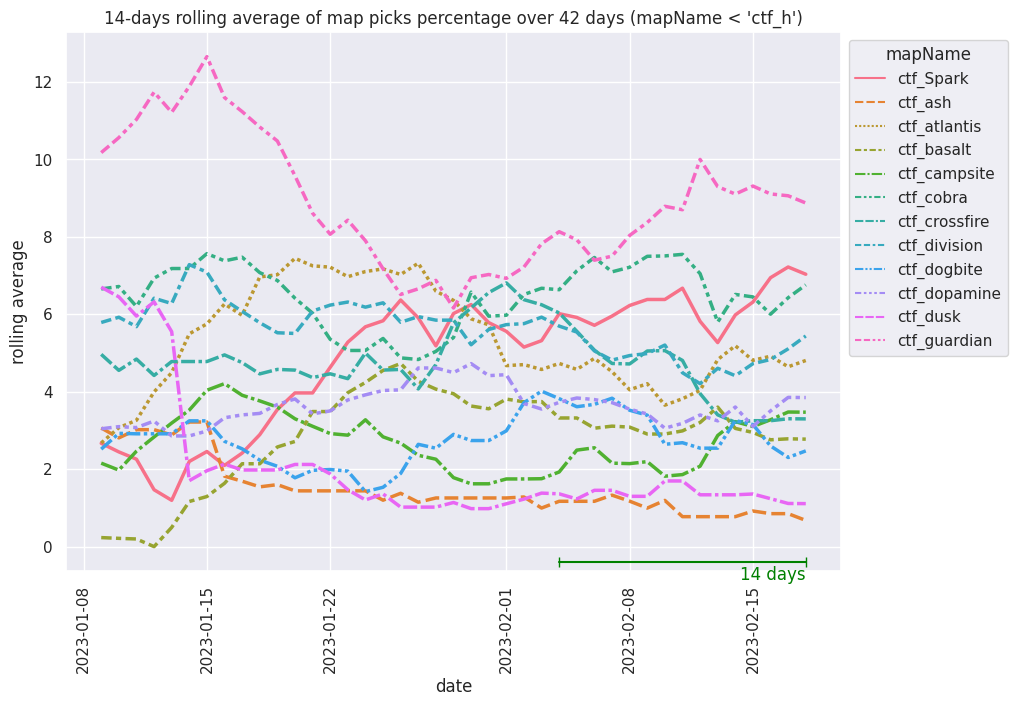 14-days rolling average of map picks percentage over 42 days (mapName < 'ctf_h')
mapName
ctf_Spark
ctf_ash
ctf_atlantis
ctf_basalt
ctf_campsite
ctf_cobra
ctf_crossfire
ctf_division
ctf_dogbite
ctf_dopamine
ctf_dusk
ctf_guardian
rolling average
12
10
8
6
4
2
0
14 days
2023-01-08
2023-01-15
2023-01-22
2023-02-01
2023-02-08
2023-02-15
date